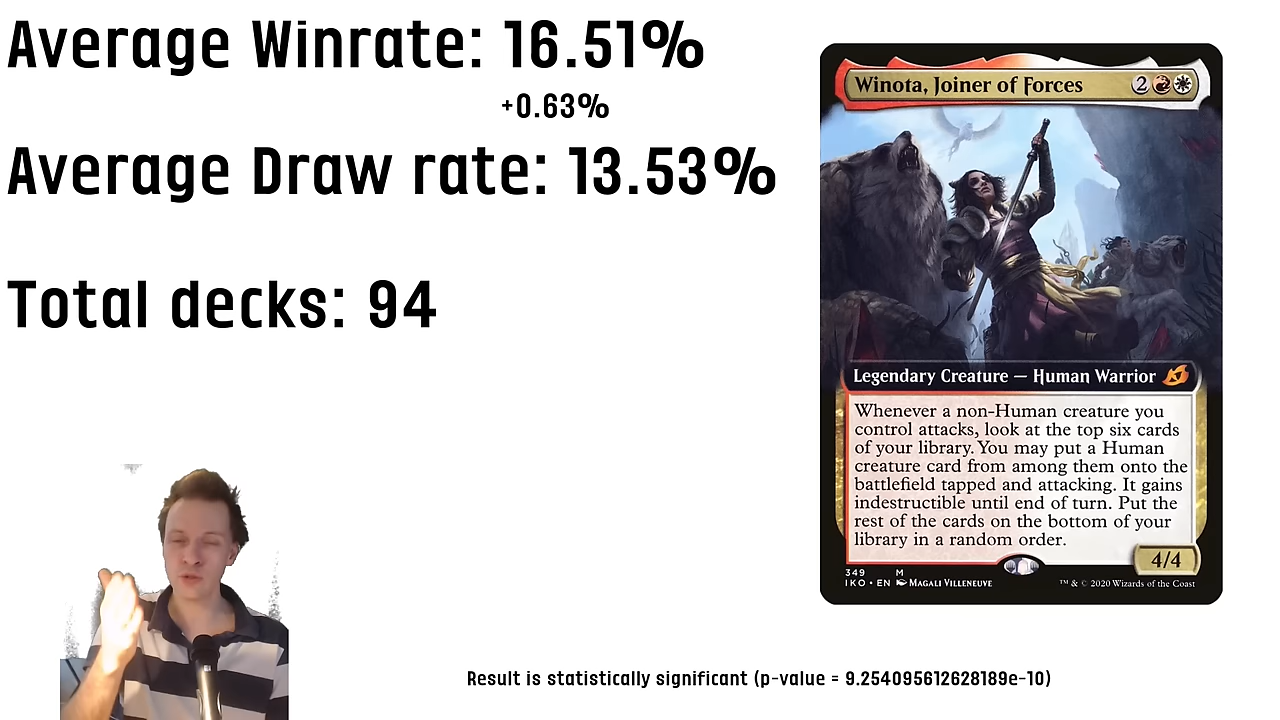 Average Winrate: 16.51%
+0.63%
Average Draw rate: 13.53%
Total decks: 94
Winota, Joiner of Forces 2
Legendary Creature — Human Warrior
Whenever a non-Human creature you
control attacks, look at the top six cards
of your library. You may put a Human
creature card from among them onto the
battlefield tapped and attacking. It gains
indestructible until end of turn. Put the
rest of the cards on the bottom of your
library in a random order.
4/4
349 M
IKO • EN Magali Villeneuve
™ & © 2020 Wizards of the Coast
Result is statistically significant (p-value = 9.254095612628189e-10)